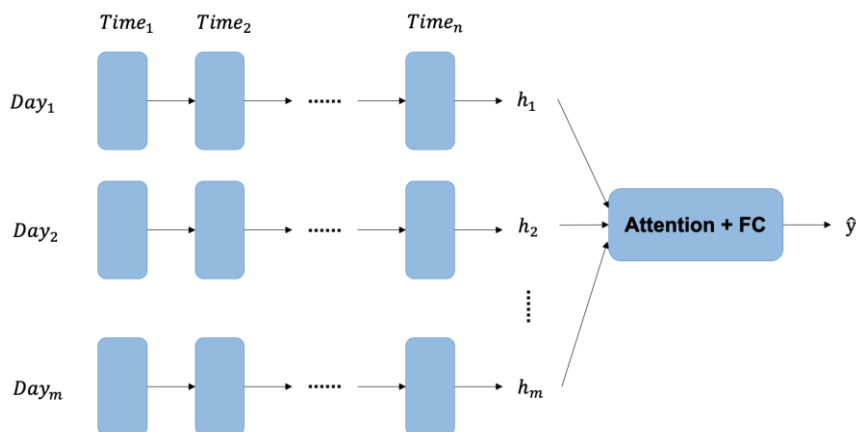 Time₁ Time₂ Timeₙ
Day₁ ...... h₁
Day₂ ...... h₂ Attention + FC ŷ
Dayₘ ...... hₘ